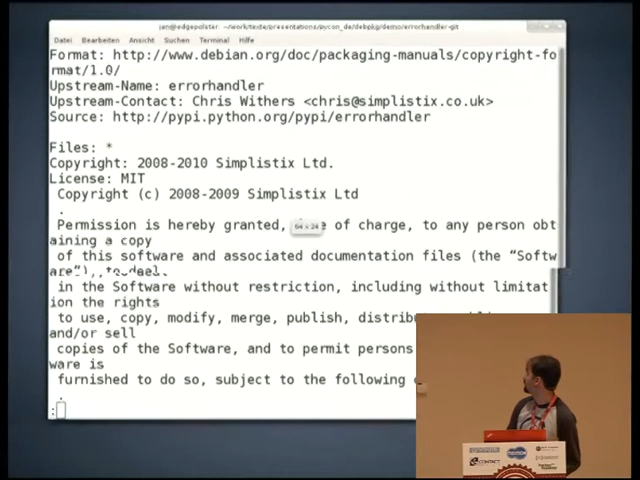 jan@edgepolster: ~/work/texte/presentations/pycon_de/debpkg/demo/errorhandler-git
Datei Bearbeiten Ansicht Suchen Terminal Hilfe
Format: http://www.debian.org/doc/packaging-manuals/copyright-fo
rmat/1.0/
Upstream-Name: errorhandler
Upstream-Contact: Chris Withers <chris@simplistix.co.uk>
Source: http://pypi.python.org/pypi/errorhandler
Files: *
Copyright: 2008-2010 Simplistix Ltd.
License: MIT
Copyright (c) 2008-2009 Simplistix Ltd
.
Permission is hereby granted, of charge, to any person obt
64 x 24
aining a copy
of this software and associated documentation files (the “Softw
are”), to deal
in the Software without restriction, including without limitat
ion the rights
to use, copy, modify, merge, publish, distribu
and/or sell
copies of the Software, and to permit persons
ware is
furnished to do so, subject to the following
.
:
CONTACT